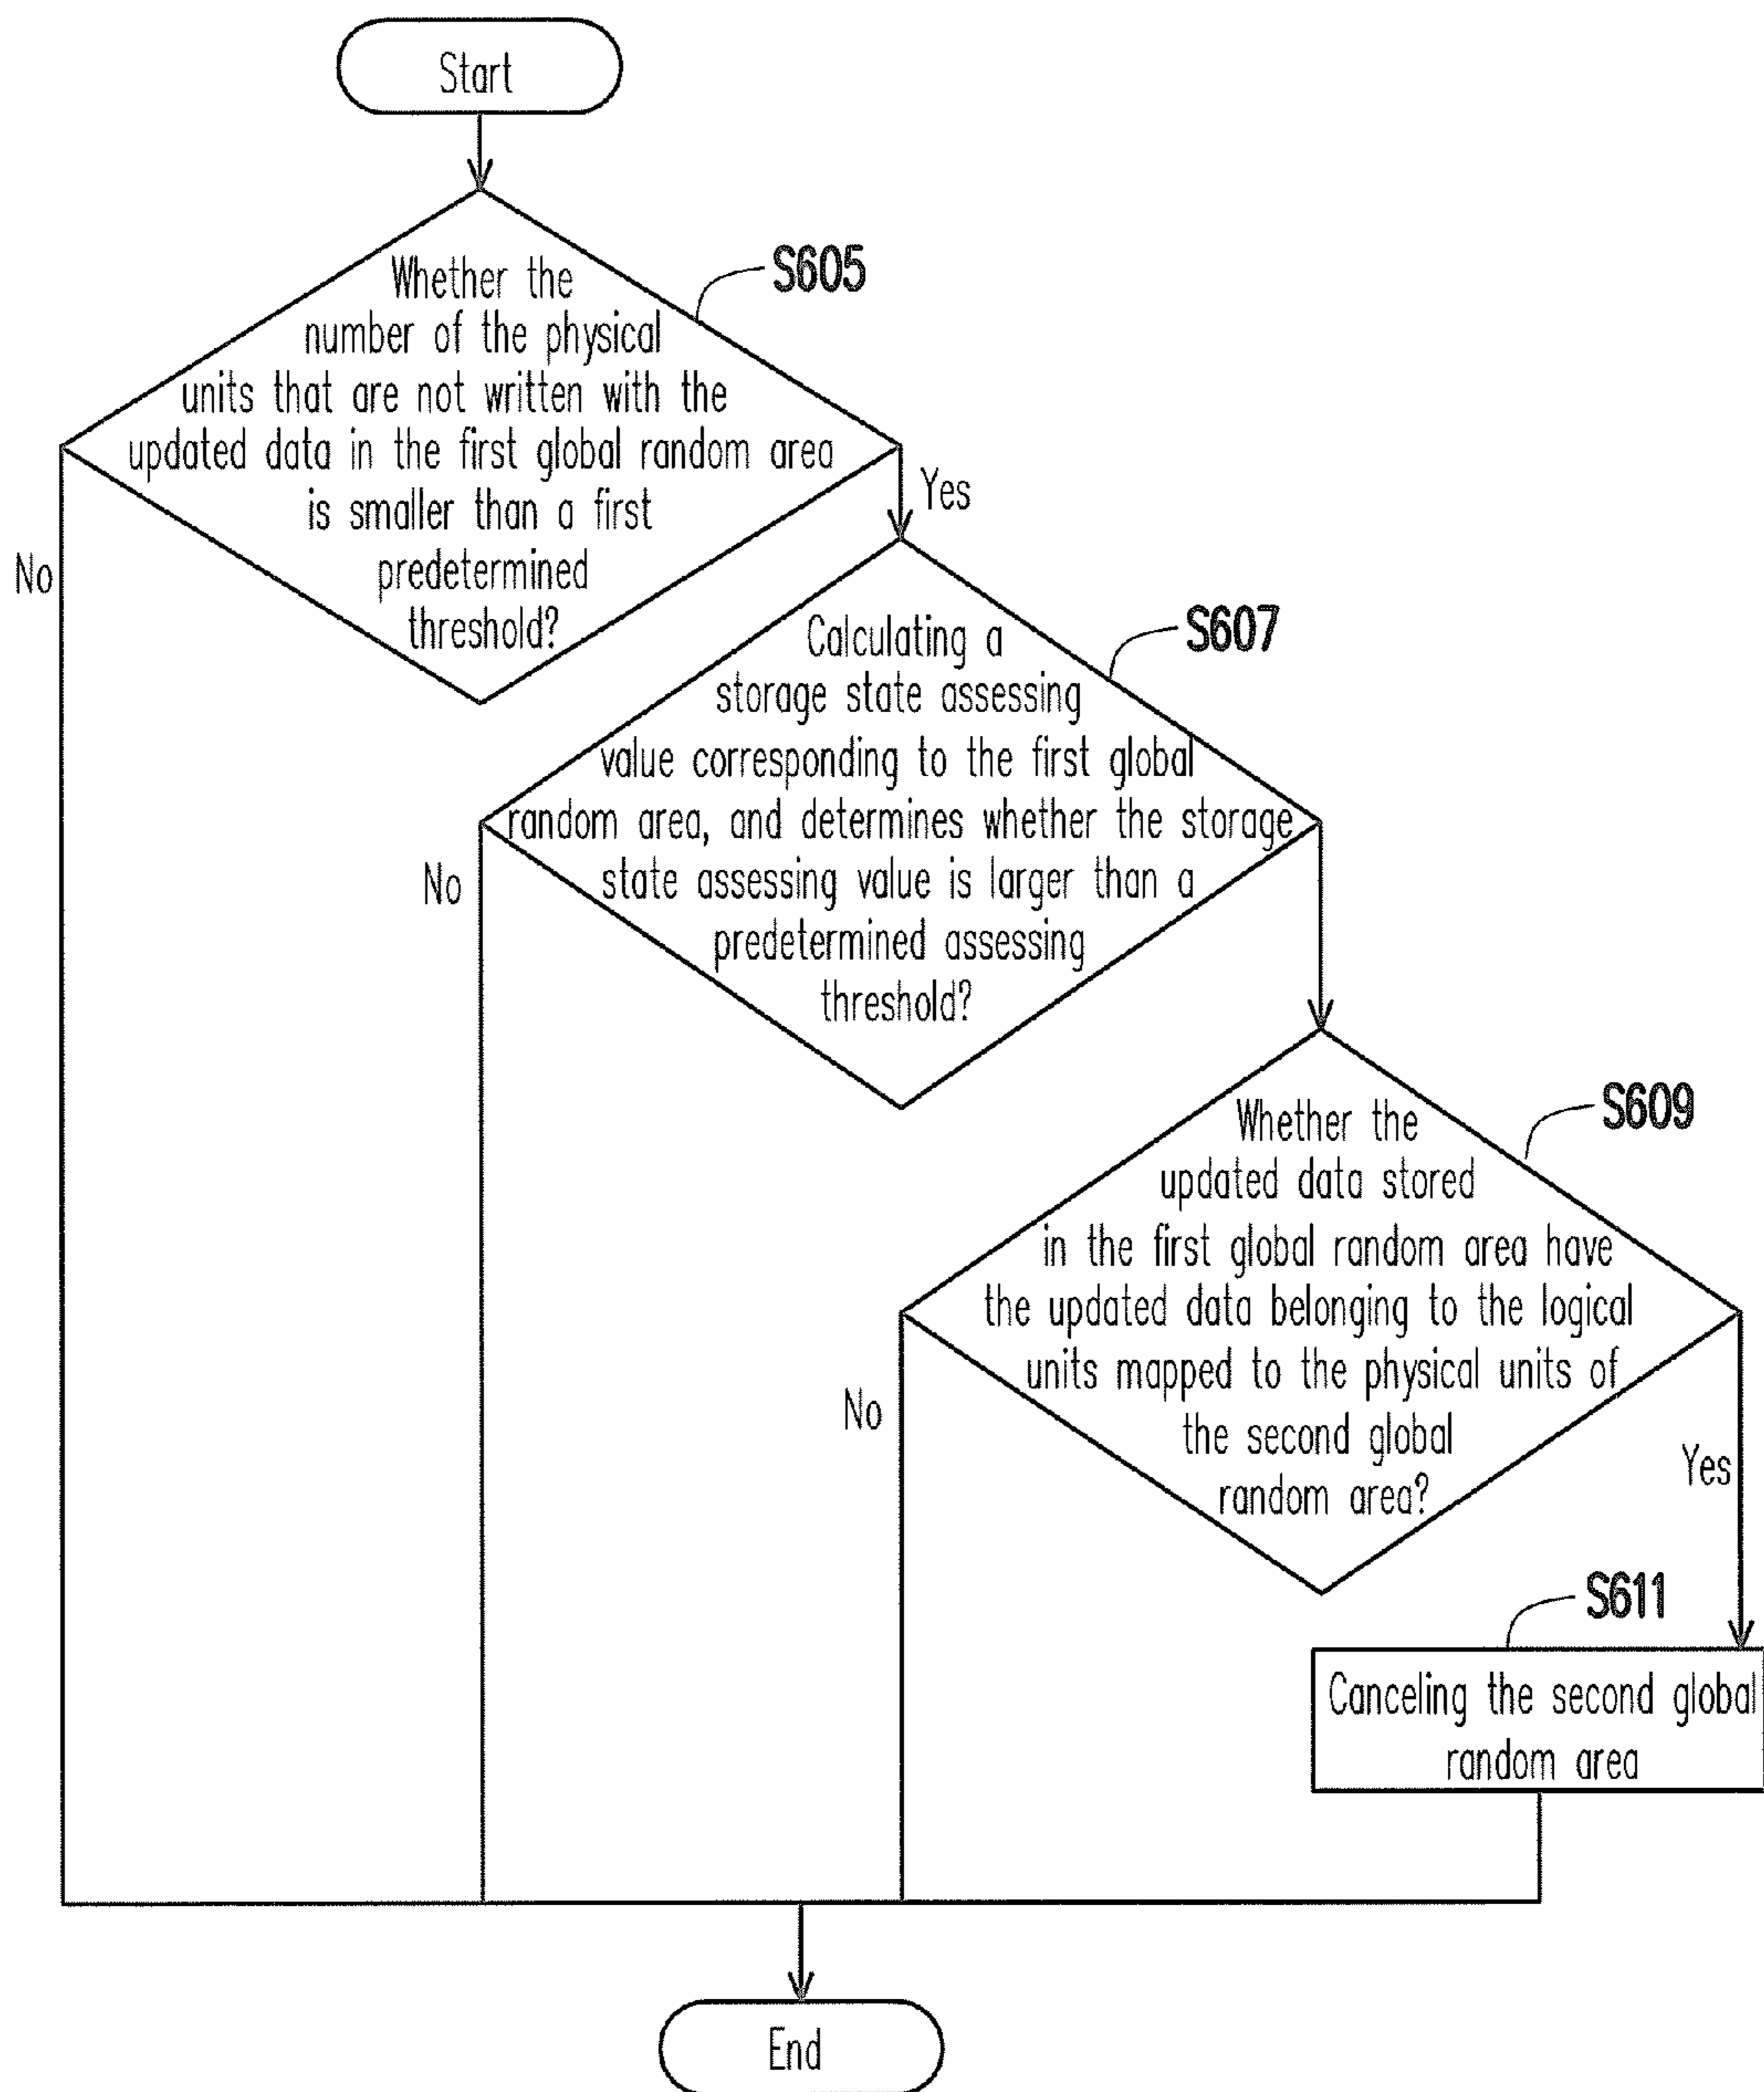 Start
Whether the
number of the physical
units that are not written with the
updated data in the first global random area
is smaller than a first
predetermined
threshold?
S605
Yes
No
Calculating a
storage state assessing
value corresponding to the first global
random area, and determines whether the storage
state assessing value is larger than a
predetermined assessing
threshold?
S607
No
Whether the
updated data stored
in the first global random area have
the updated data belonging to the logical
units mapped to the physical units of
the second global
random area?
S609
No
Yes
S611
Canceling the second global
random area
End